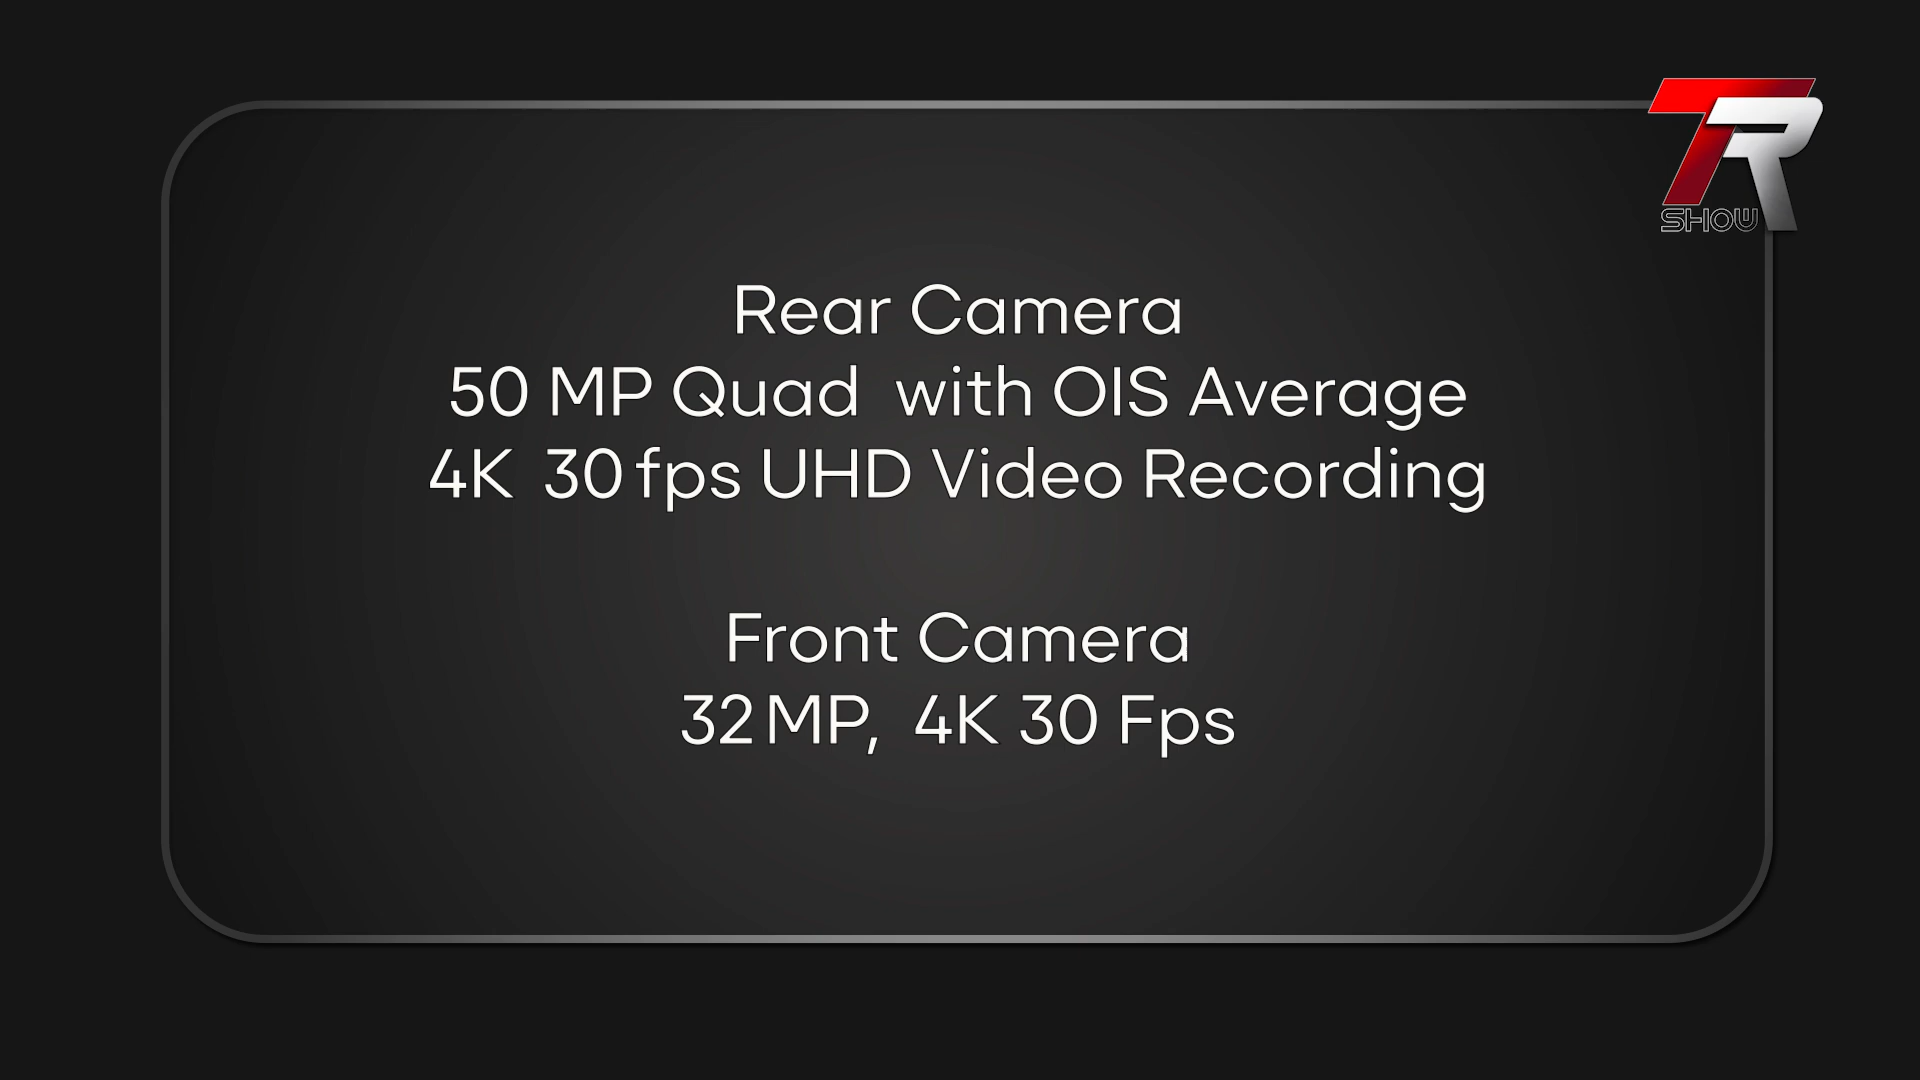 TR
SHOW
Rear Camera
50 MP Quad with OIS Average
4K 30 fps UHD Video Recording
Front Camera
32 MP, 4K 30 Fps